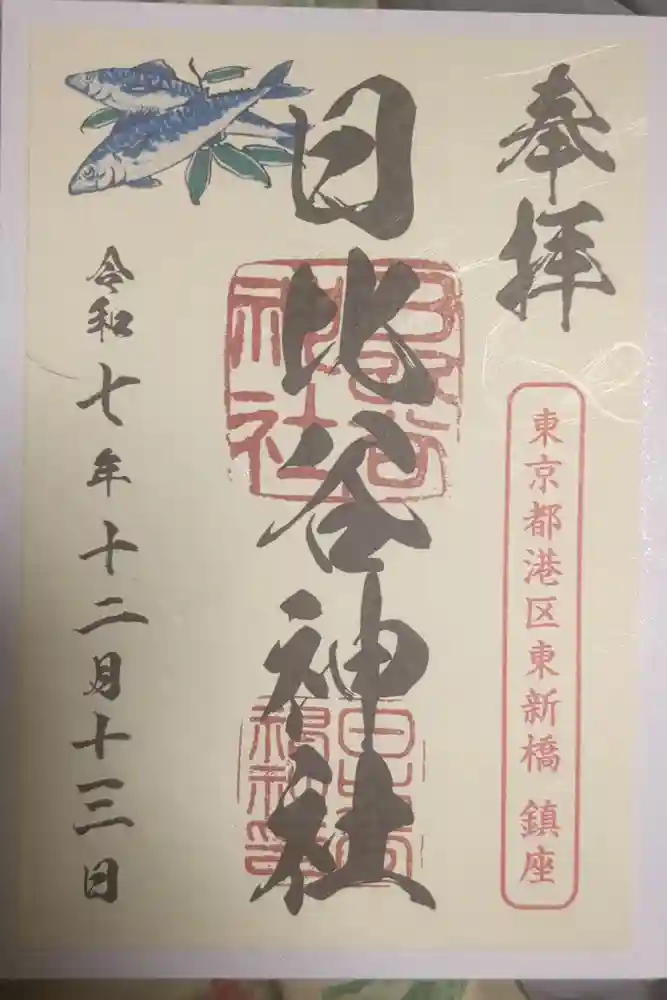 奉拝
東京都港区東新橋 鎮座
日比谷神社
令和七年十二月十三日